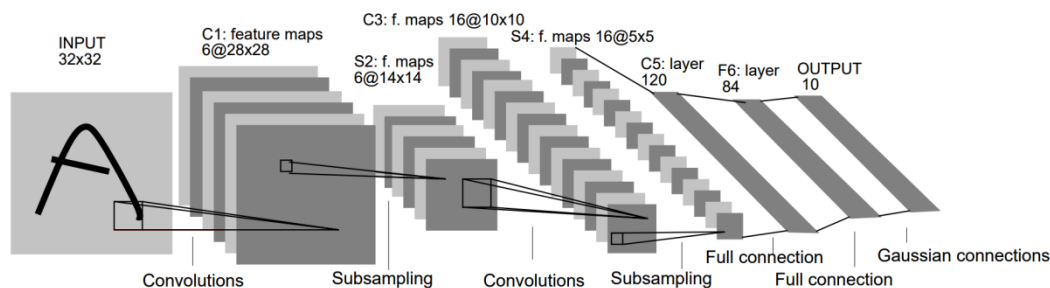 INPUT
32x32
C1: feature maps
6@28x28
S2: f. maps
6@14x14
C3: f. maps 16@10x10
S4: f. maps 16@5x5
C5: layer
120
F6: layer
84
OUTPUT
10
Convolutions
Subsampling
Convolutions
Subsampling
Full connection
Full connection
Gaussian connections